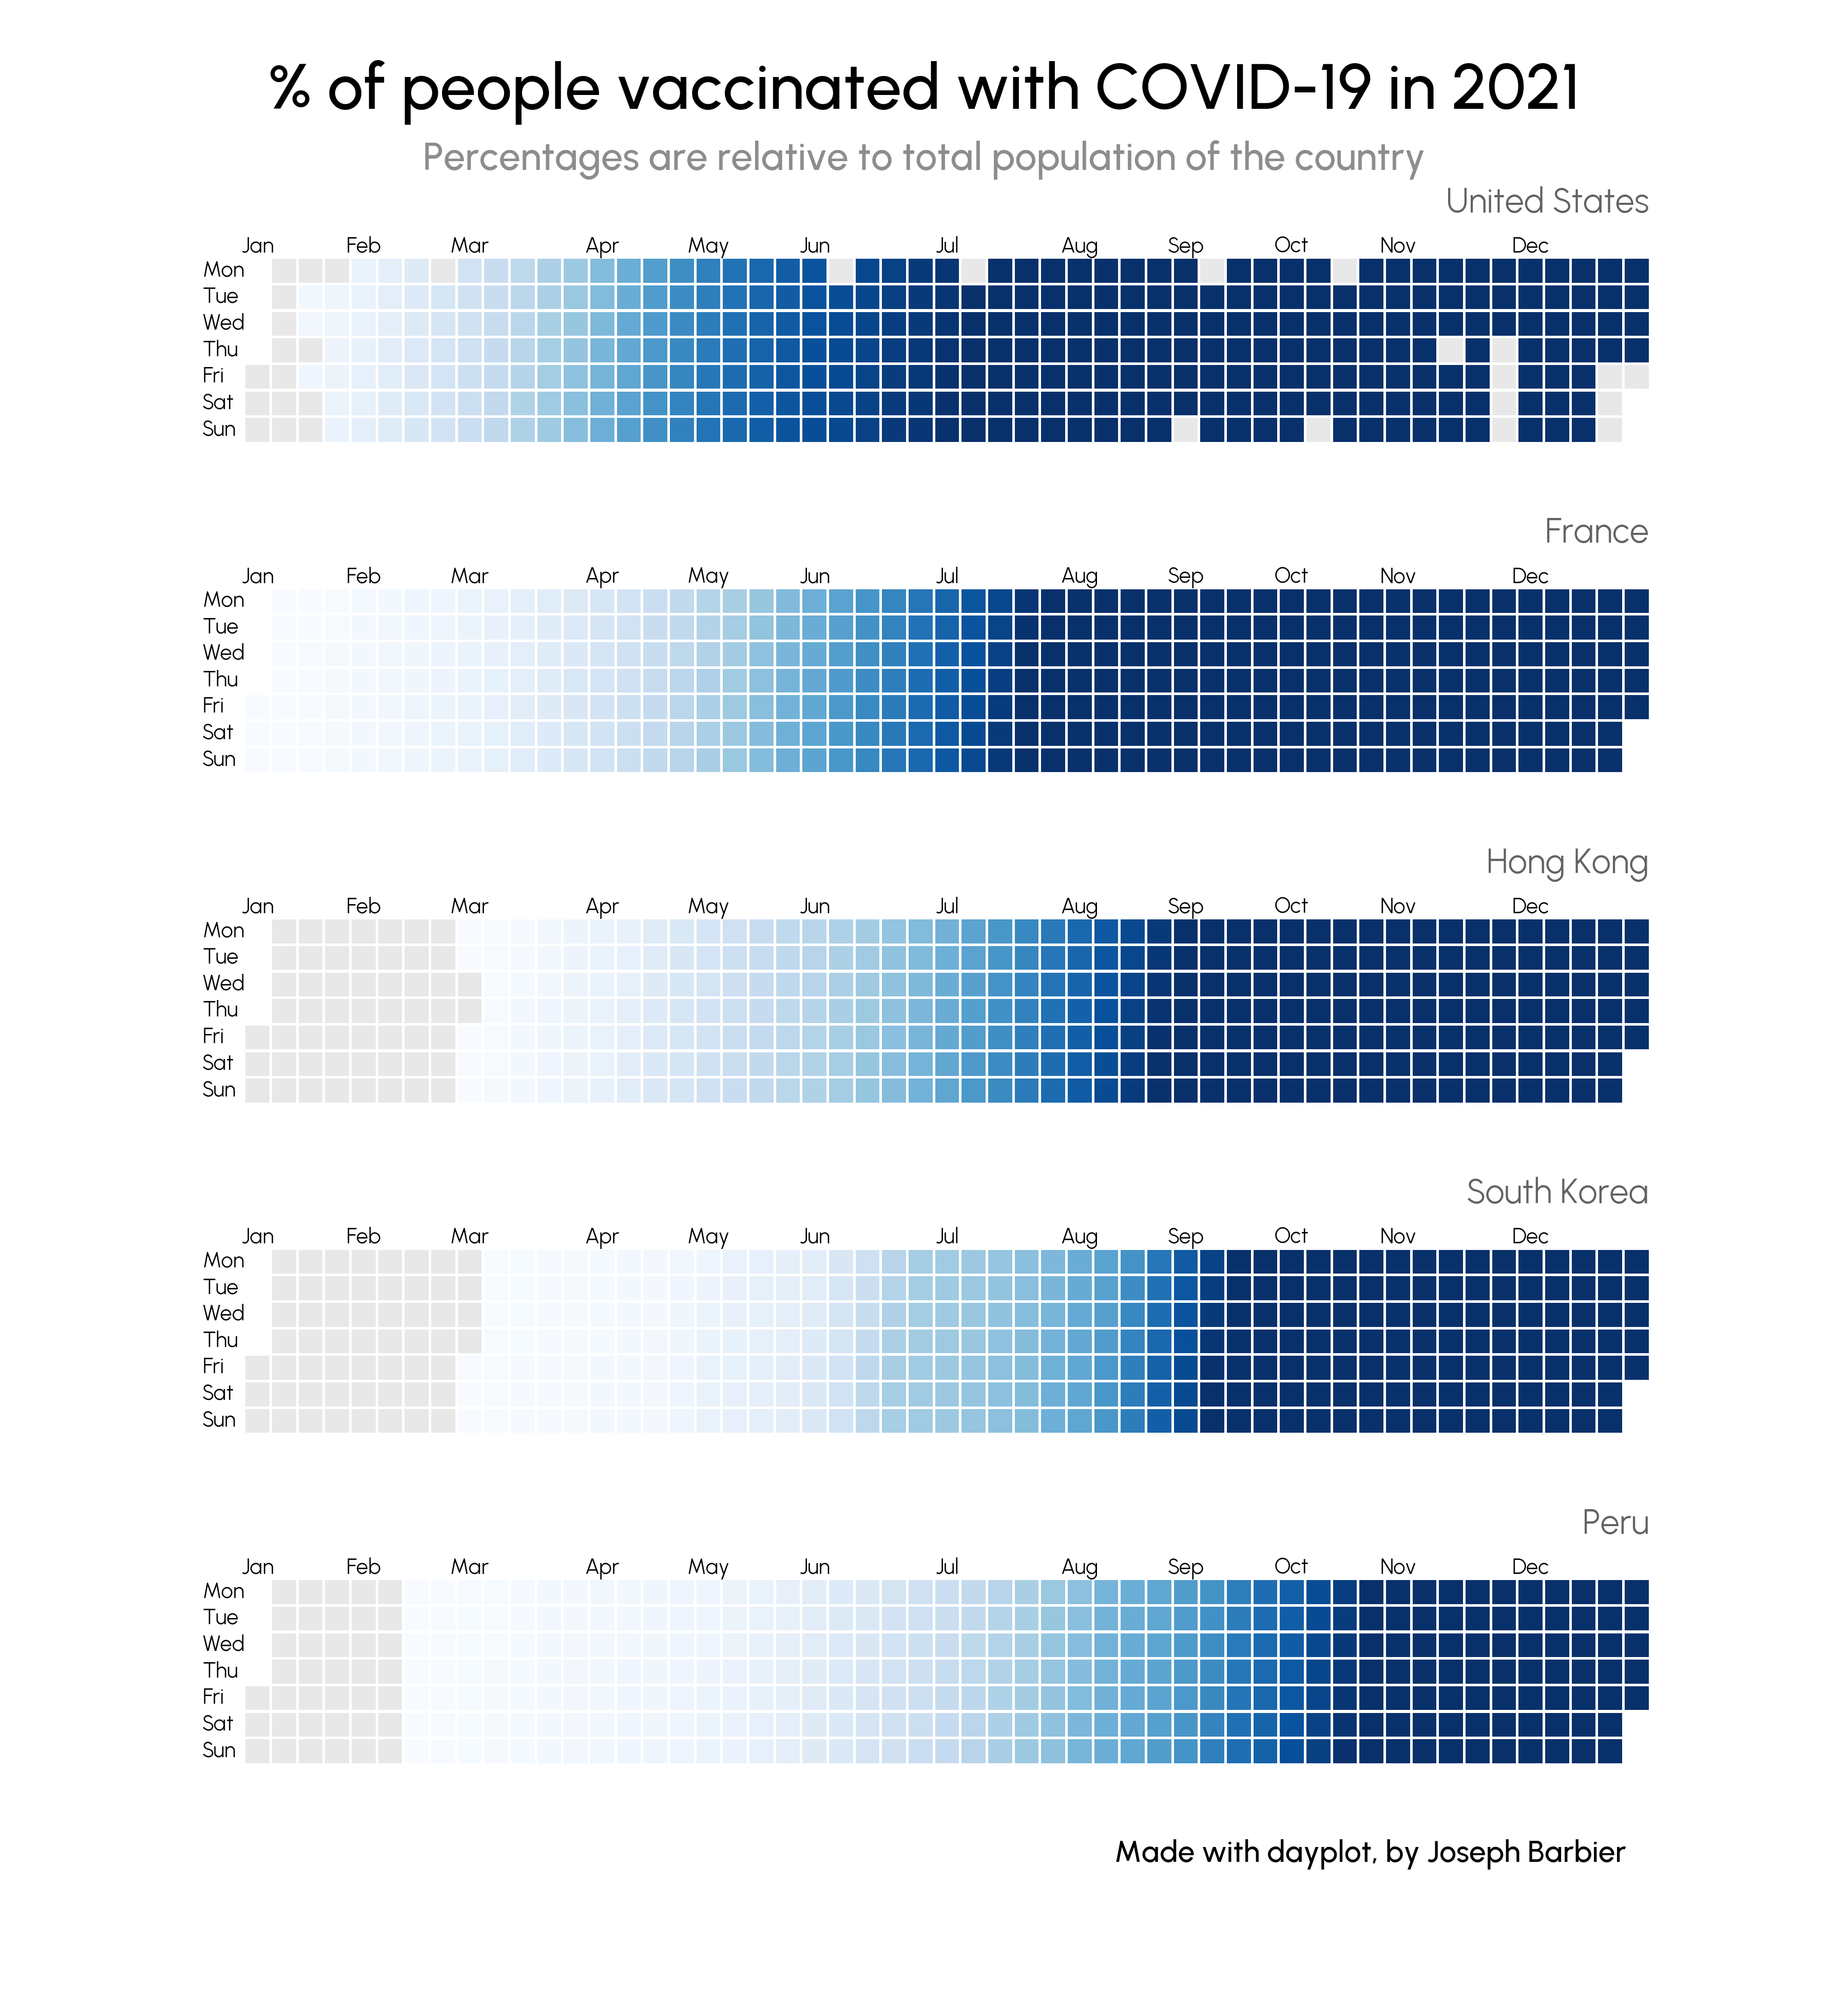 % of people vaccinated with COVID-19 in 2021
Percentages are relative to total population of the country
United States
Jan Feb Mar Apr May Jun Jul Aug Sep Oct Nov Dec
Mon
Tue
Wed
Thu
Fri
Sat
Sun
France
Jan Feb Mar Apr May Jun Jul Aug Sep Oct Nov Dec
Mon
Tue
Wed
Thu
Fri
Sat
Sun
Hong Kong
Jan Feb Mar Apr May Jun Jul Aug Sep Oct Nov Dec
Mon
Tue
Wed
Thu
Fri
Sat
Sun
South Korea
Jan Feb Mar Apr May Jun Jul Aug Sep Oct Nov Dec
Mon
Tue
Wed
Thu
Fri
Sat
Sun
Peru
Jan Feb Mar Apr May Jun Jul Aug Sep Oct Nov Dec
Mon
Tue
Wed
Thu
Fri
Sat
Sun
Made with dayplot, by Joseph Barbier